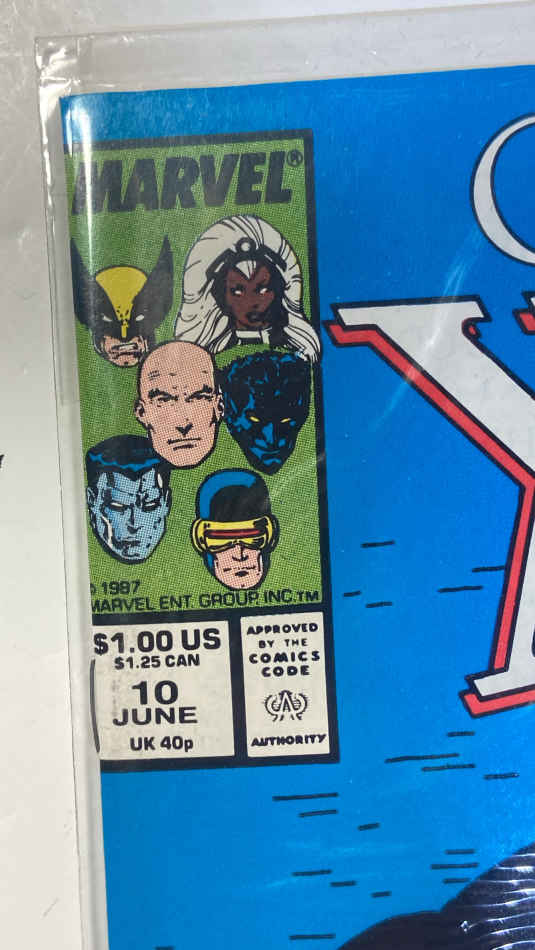 MARVEL®
© 1987
MARVEL ENT. GROUP, INC.TM
$1.00 US
$1.25 CAN
10
JUNE
UK 40p
APPROVED
BY THE
COMICS
CODE
CA
AUTHORITY